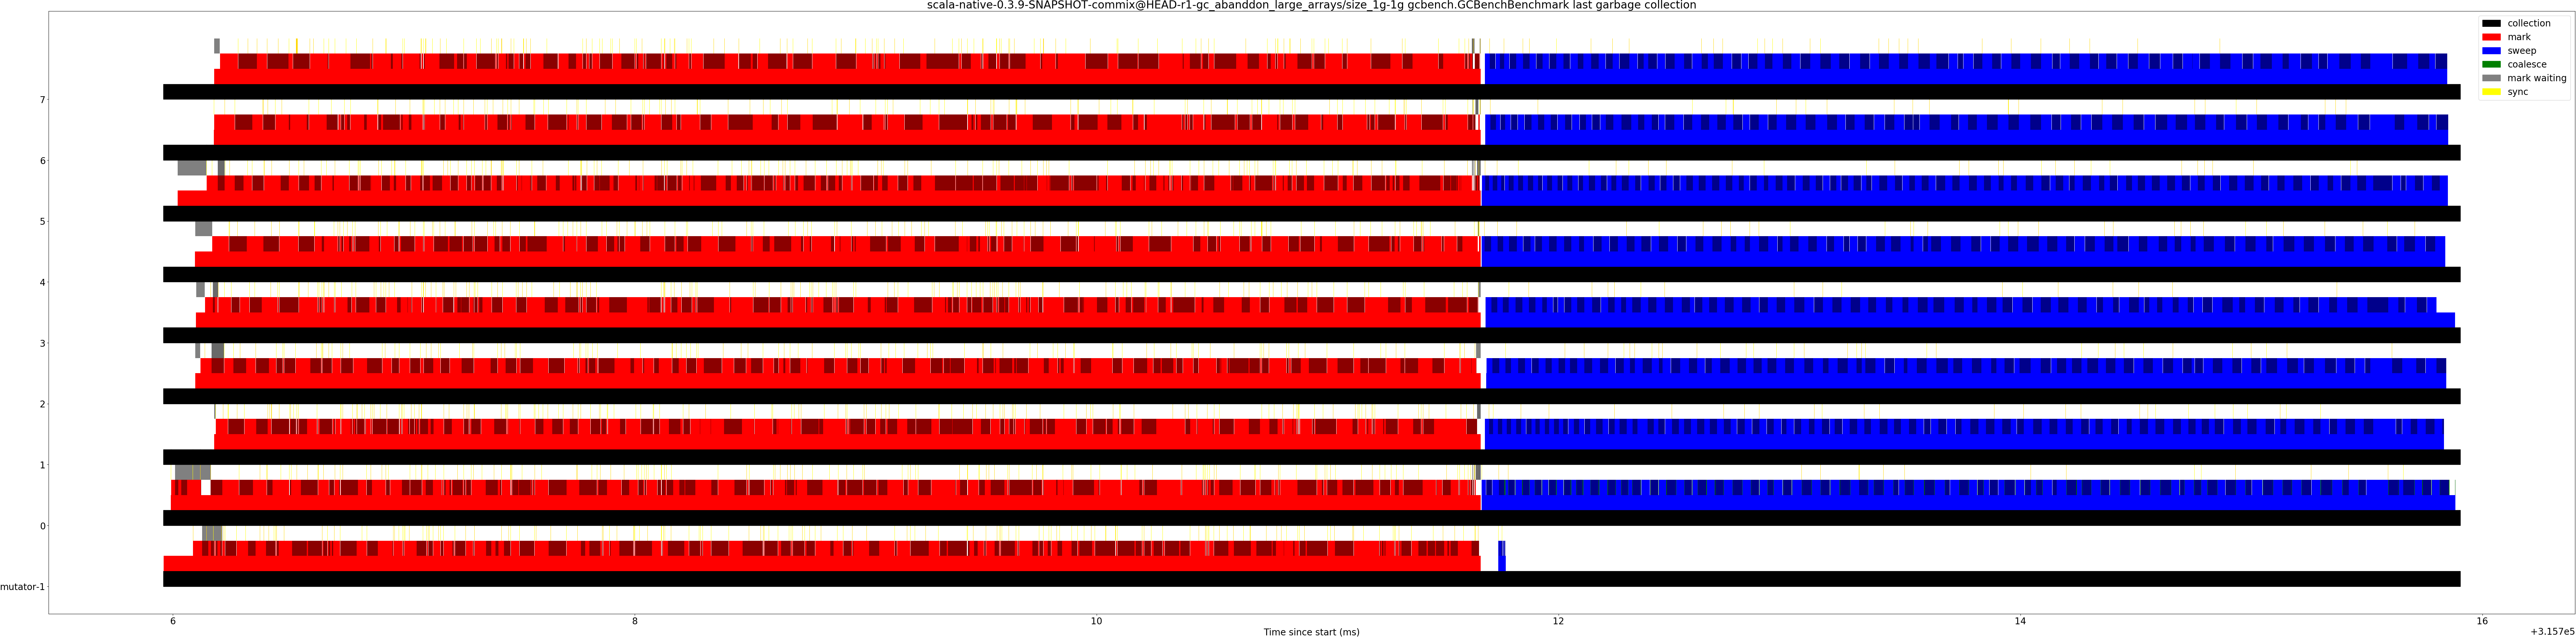 scala-native-0.3.9-SNAPSHOT-commix@HEAD-r1-gc_abanddon_large_arrays/size_1g-1g gcbench.GCBenchBenchmark last garbage collection
collection
mark
sweep
coalesce
mark waiting
sync
7
6
5
4
3
2
1
0
mutator-1
6
8
10
12
14
16
Time since start (ms)
+3.157e5